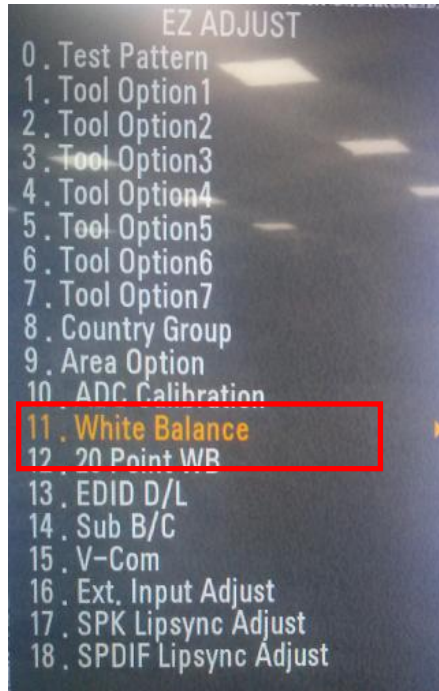 EZ ADJUST
0 . Test Pattern
1 . Tool Option1
2 . Tool Option2
3 . Tool Option3
4 . Tool Option4
5 . Tool Option5
6 . Tool Option6
7 . Tool Option7
8 . Country Group
9 . Area Option
10 . ADC Calibration
11 . White Balance
12 . 20 Point WB
13 . EDID D/L
14 . Sub B/C
15 . V-Com
16 . Ext. Input Adjust
17 . SPK Lipsync Adjust
18 . SPDIF Lipsync Adjust